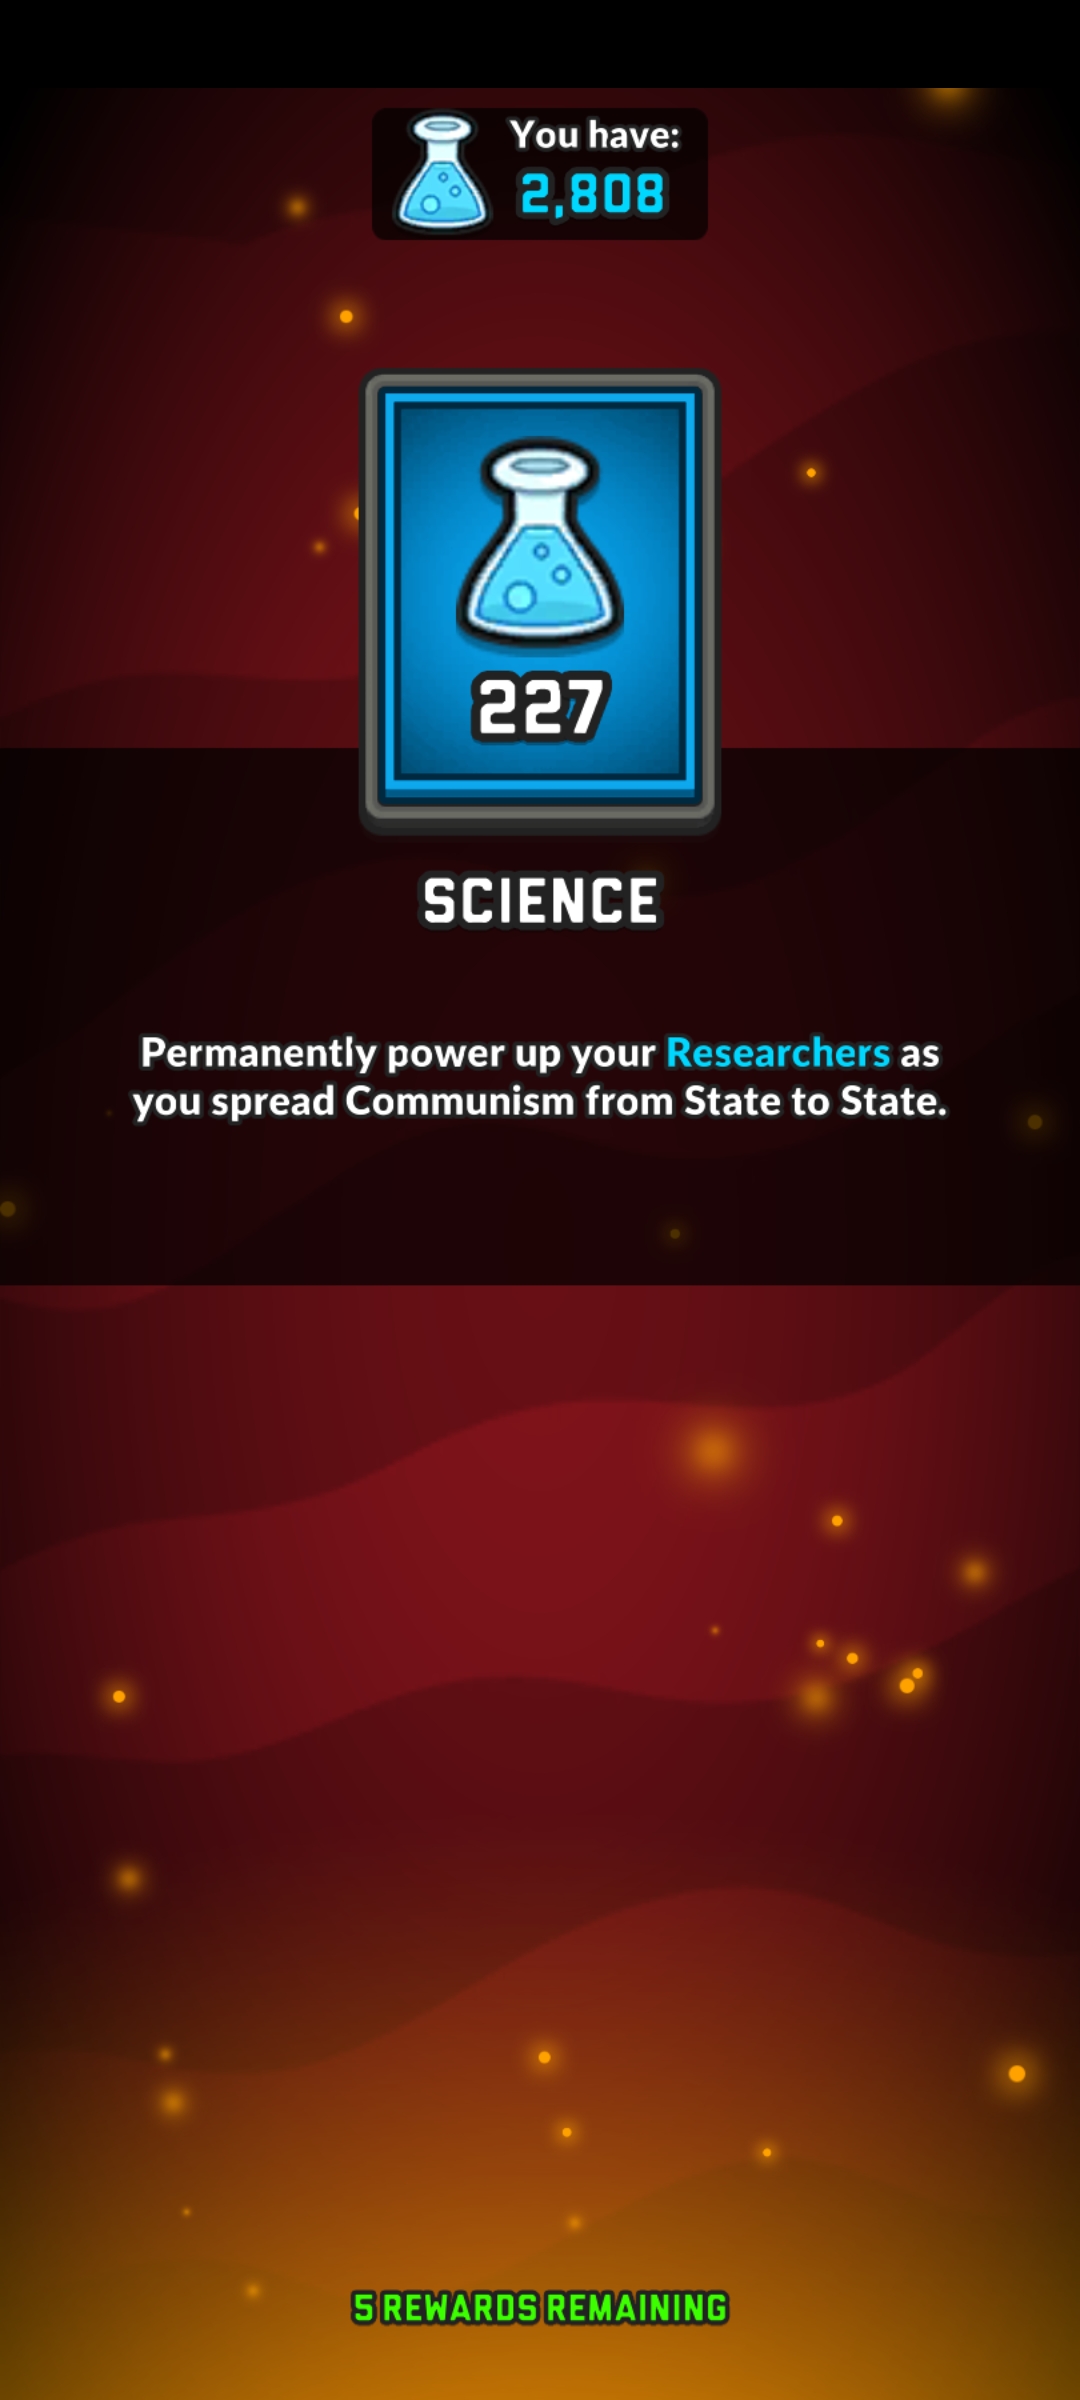 You have:
2,808
227
SCIENCE
Permanently power up your Researchers as
you spread Communism from State to State.
5 REWARDS REMAINING